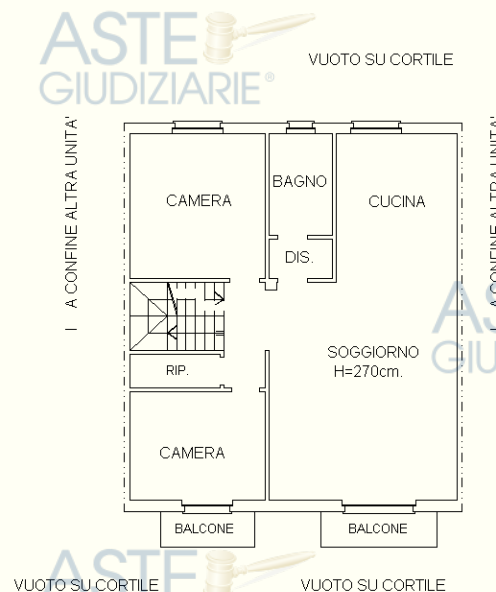 ASTE
GIUDIZIARIE®
VUOTO SU CORTILE
A CONFINE ALTRA UNITA'
A CONFINE ALTRA UNITA'
CAMERA
BAGNO
CUCINA
DIS.
SOGGIORNO
H=270cm.
RIP.
CAMERA
BALCONE
BALCONE
ASTE
VUOTO SU CORTILE
VUOTO SU CORTILE